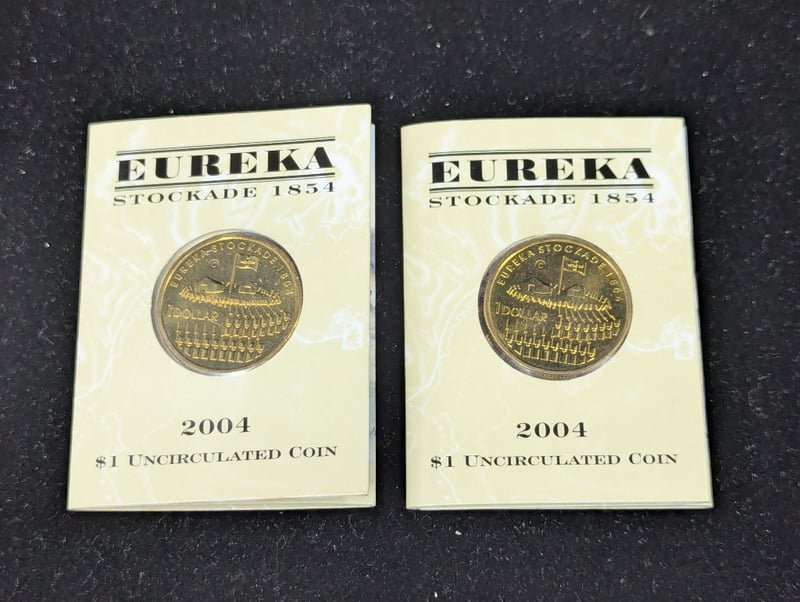 EUREKA
STOCKADE 1854
EUREKA STOCKADE 1854
1 DOLLAR
2004
$1 UNCIRCULATED COIN
EUREKA
STOCKADE 1854
EUREKA STOCKADE 1854
1 DOLLAR
2004
$1 UNCIRCULATED COIN